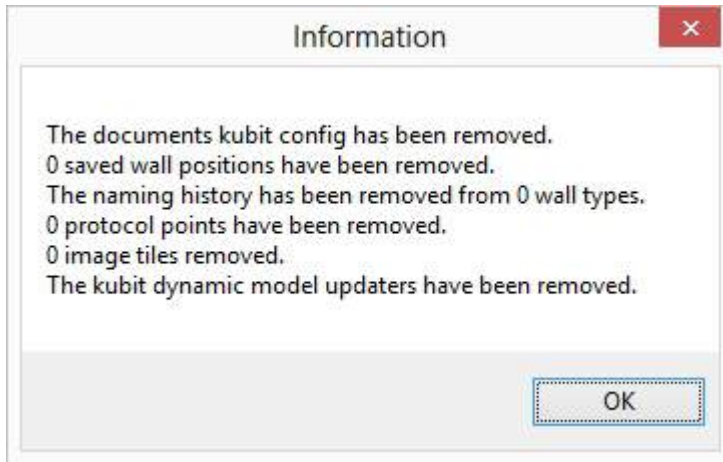 Information
The documents kubit config has been removed.
0 saved wall positions have been removed.
The naming history has been removed from 0 wall types.
0 protocol points have been removed.
0 image tiles removed.
The kubit dynamic model updaters have been removed.
OK